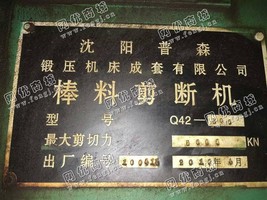 沈阳普森
锻压机床成套有限公司
棒料剪断机
型号 Q42-
最大剪切力 KN
出厂编号 年 月